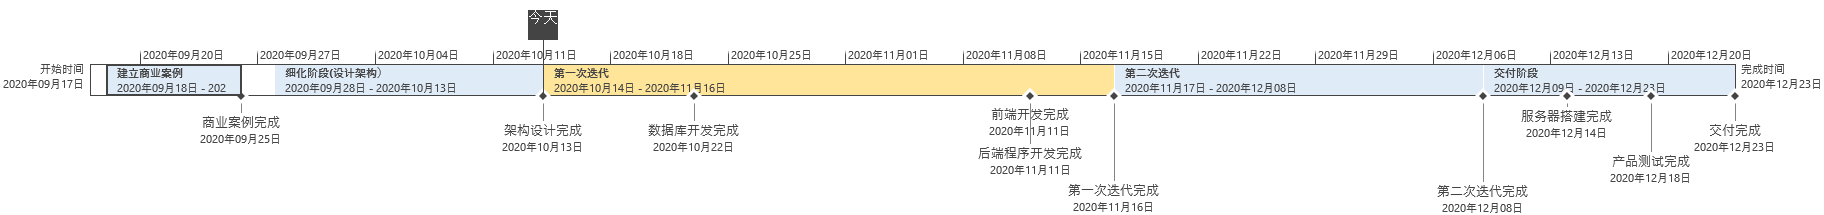 今天
2020年09月20日
2020年09月27日
2020年10月04日
2020年10月11日
2020年10月18日
2020年10月25日
2020年11月01日
2020年11月08日
2020年11月15日
2020年11月22日
2020年11月29日
2020年12月06日
2020年12月13日
2020年12月20日
开始时间
2020年09月17日
建立商业案例
2020年09月18日 - 202
细化阶段(设计架构)
2020年09月28日 - 2020年10月13日
第一次迭代
2020年10月14日 - 2020年11月16日
第二次迭代
2020年11月17日 - 2020年12月08日
交付阶段
2020年12月09日 - 2020年12月23日
完成时间
2020年12月23日
商业案例完成
2020年09月25日
架构设计完成
2020年10月13日
数据库开发完成
2020年10月22日
前端开发完成
2020年11月11日
后端程序开发完成
2020年11月11日
第一次迭代完成
2020年11月16日
第二次迭代完成
2020年12月08日
服务器搭建完成
2020年12月14日
产品测试完成
2020年12月18日
交付完成
2020年12月23日